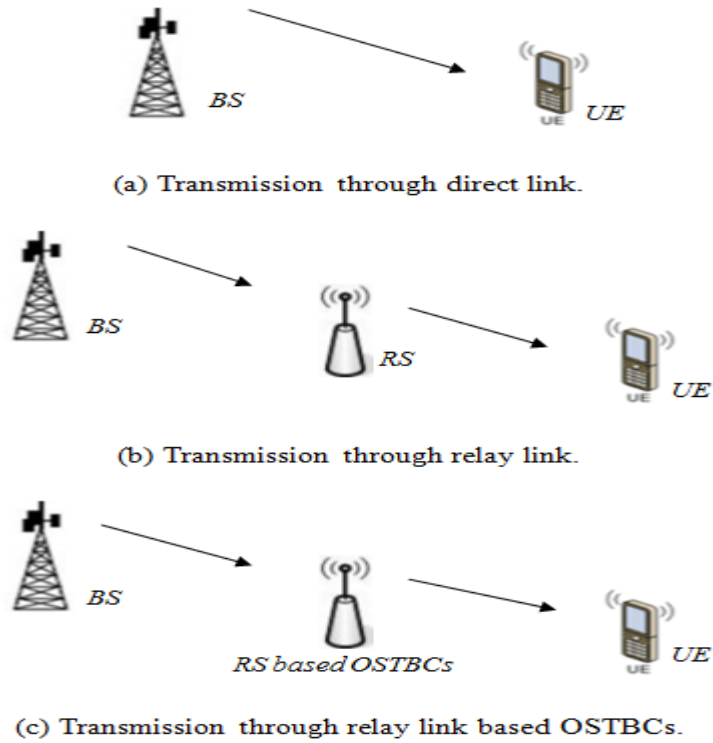 BS
UE
UE
(a) Transmission through direct link.
BS
RS
UE
UE
(b) Transmission through relay link.
BS
RS based OSTBCs
UE
UE
(c) Transmission through relay link based OSTBCs.